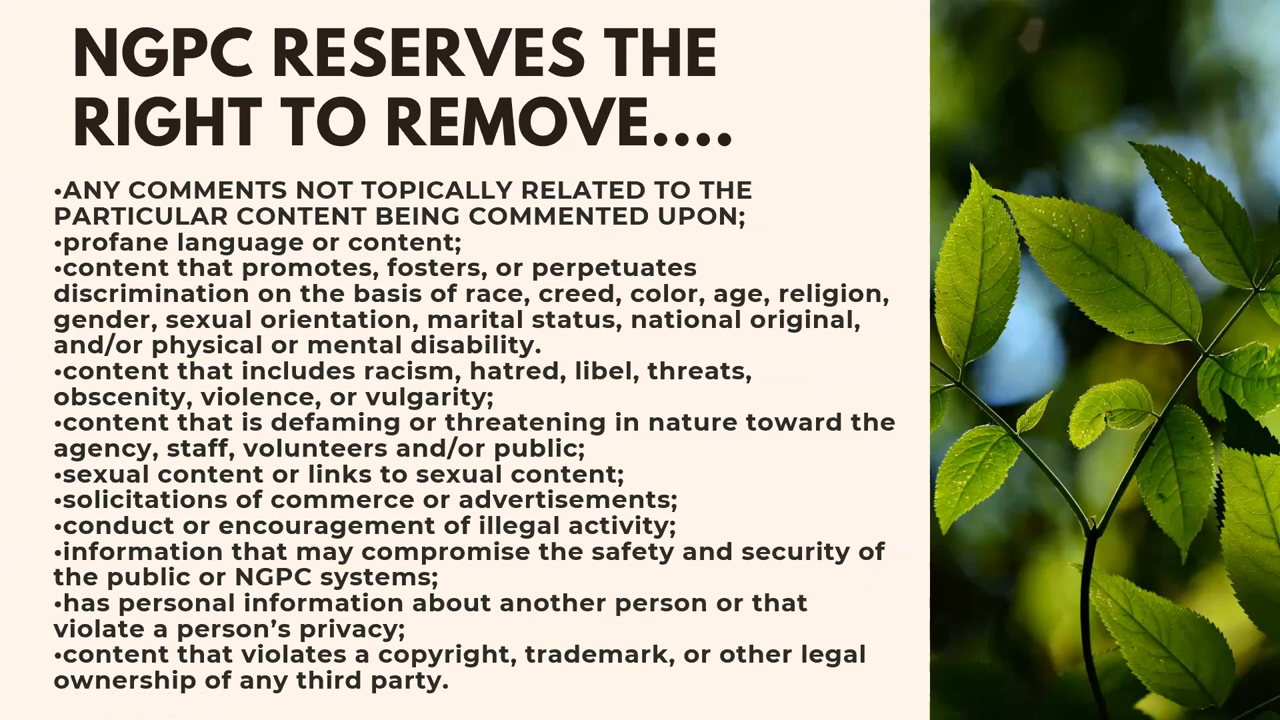 NGPC RESERVES THE
RIGHT TO REMOVE....
•ANY COMMENTS NOT TOPICALLY RELATED TO THE
PARTICULAR CONTENT BEING COMMENTED UPON;
•profane language or content;
•content that promotes, fosters, or perpetuates
discrimination on the basis of race, creed, color, age, religion,
gender, sexual orientation, marital status, national original,
and/or physical or mental disability.
•content that includes racism, hatred, libel, threats,
obscenity, violence, or vulgarity;
•content that is defaming or threatening in nature toward the
agency, staff, volunteers and/or public;
•sexual content or links to sexual content;
•solicitations of commerce or advertisements;
•conduct or encouragement of illegal activity;
•information that may compromise the safety and security of
the public or NGPC systems;
•has personal information about another person or that
violate a person’s privacy;
•content that violates a copyright, trademark, or other legal
ownership of any third party.